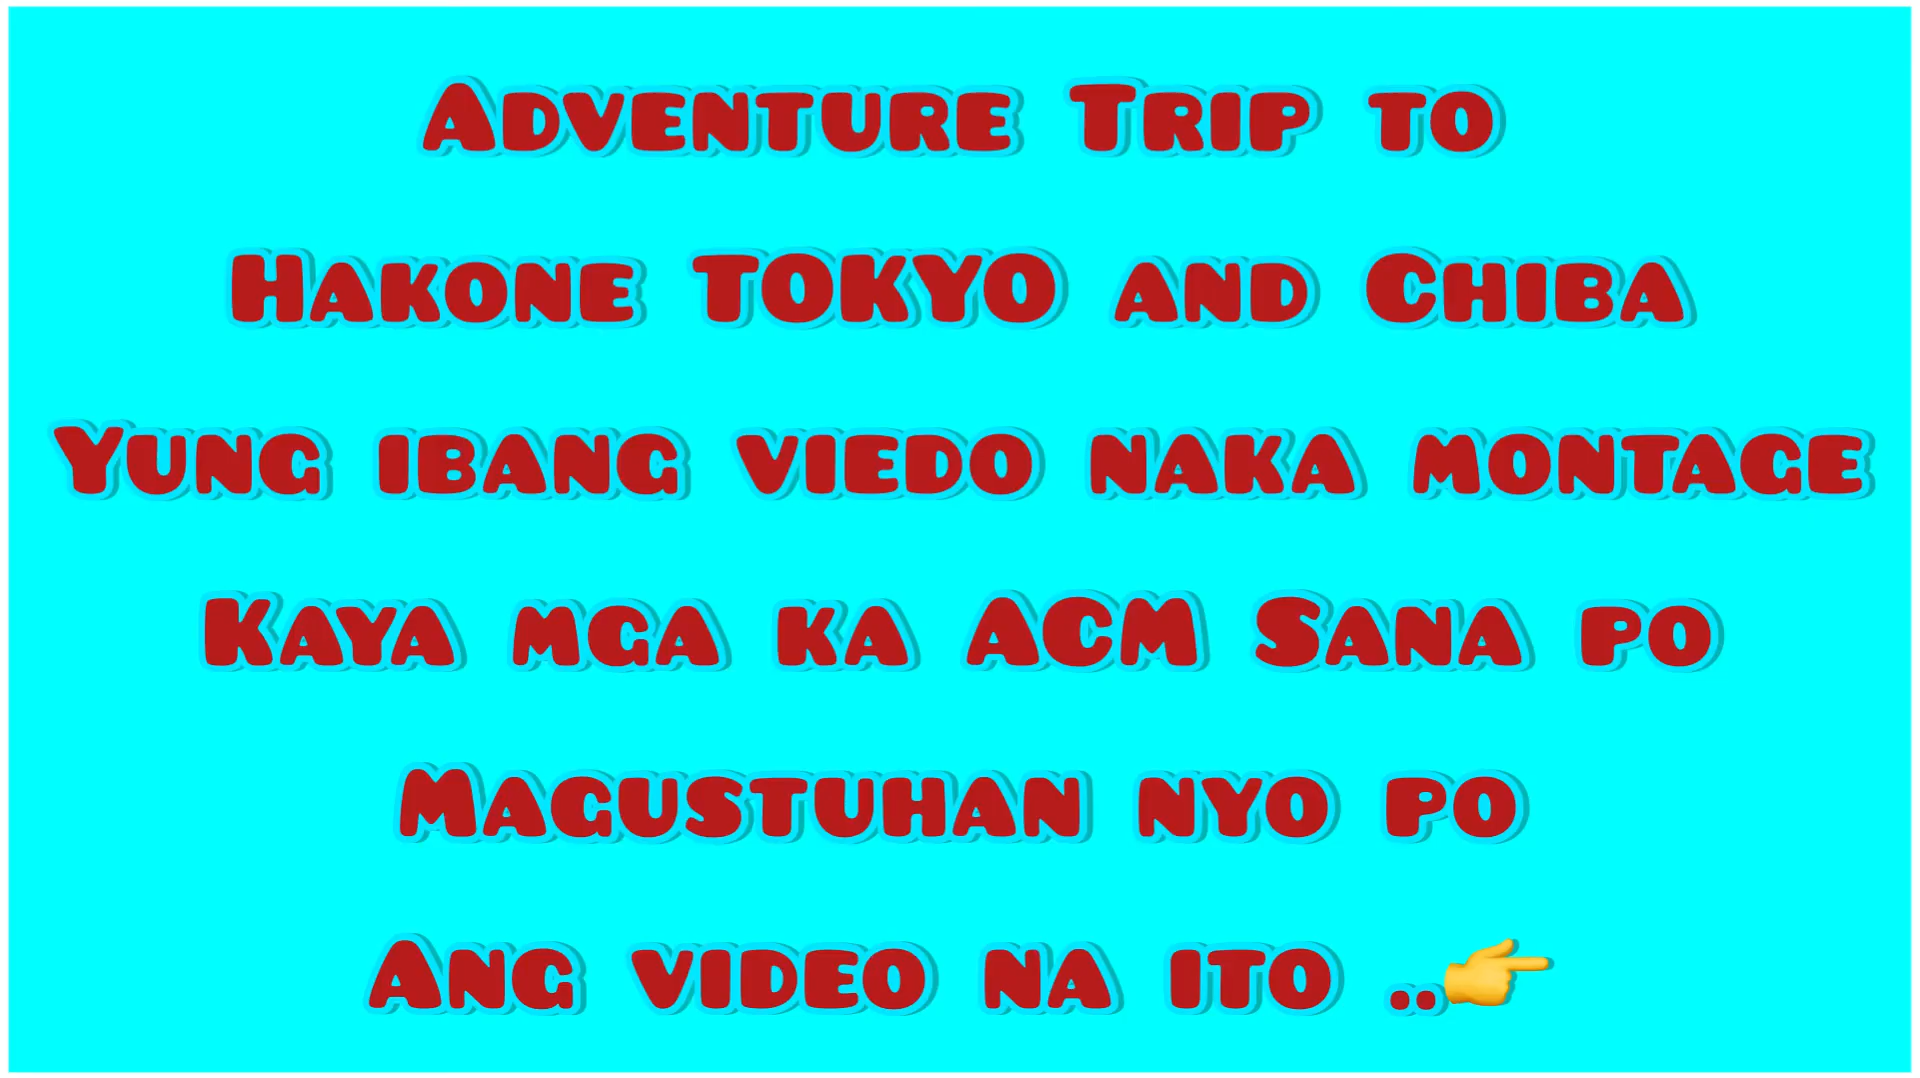 Adventure Trip to
Hakone TOKYO and Chiba
Yung ibang viedo naka montage
Kaya mga ka ACM Sana po
Magustuhan nyo po
Ang video na ito ..👉